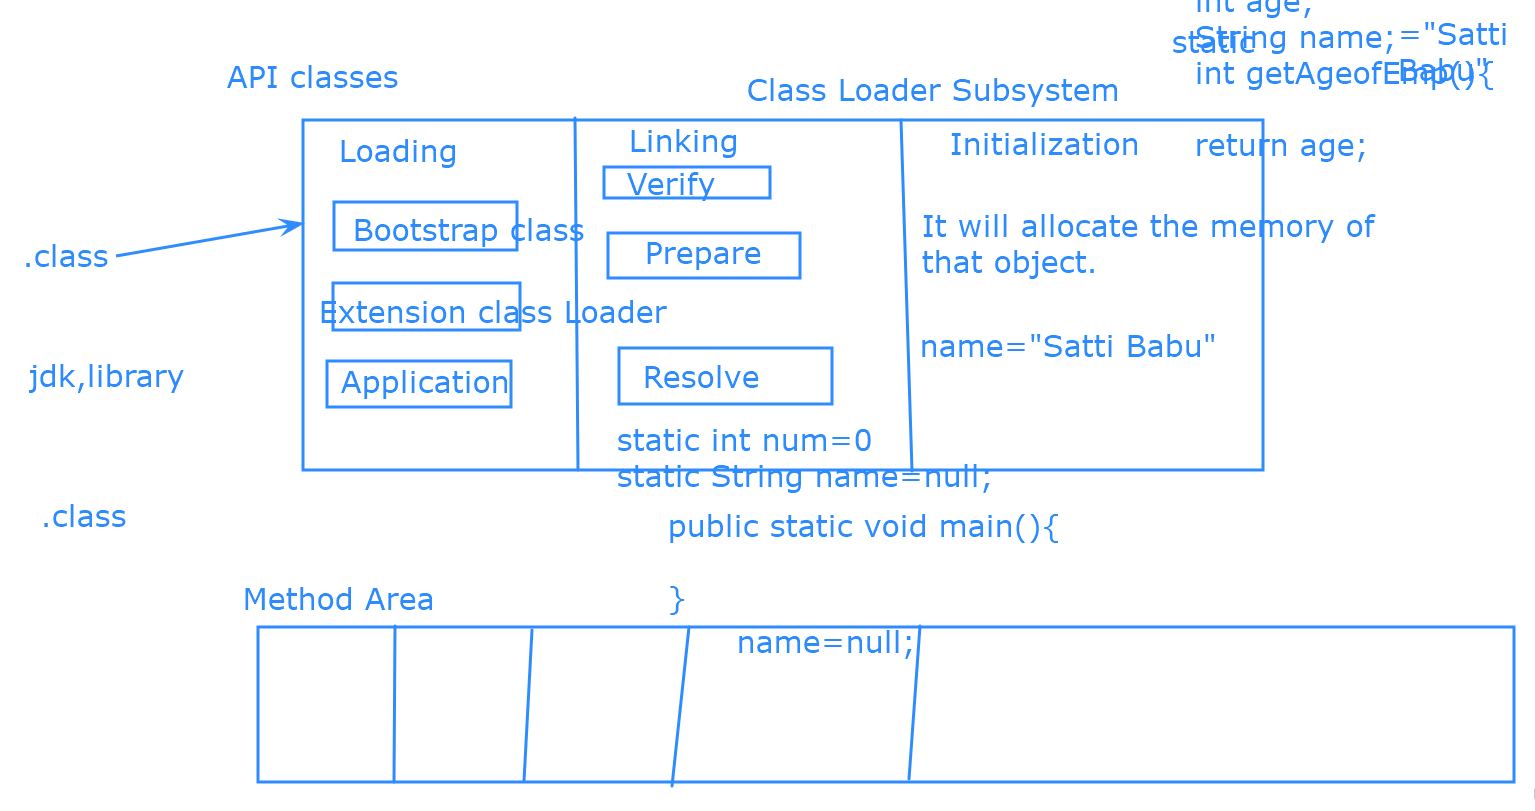 int age;
String name;
="Satti
static
Babu"
int getAgeofEmp(){
return age;
API classes
Class Loader Subsystem
Loading
Linking
Initialization
Verify
Bootstrap class
Prepare
It will allocate the memory of
that object.
.class
Extension class Loader
name="Satti Babu"
jdk,library
Application
Resolve
static int num=0
static String name=null;
.class
public static void main(){
}
Method Area
name=null;